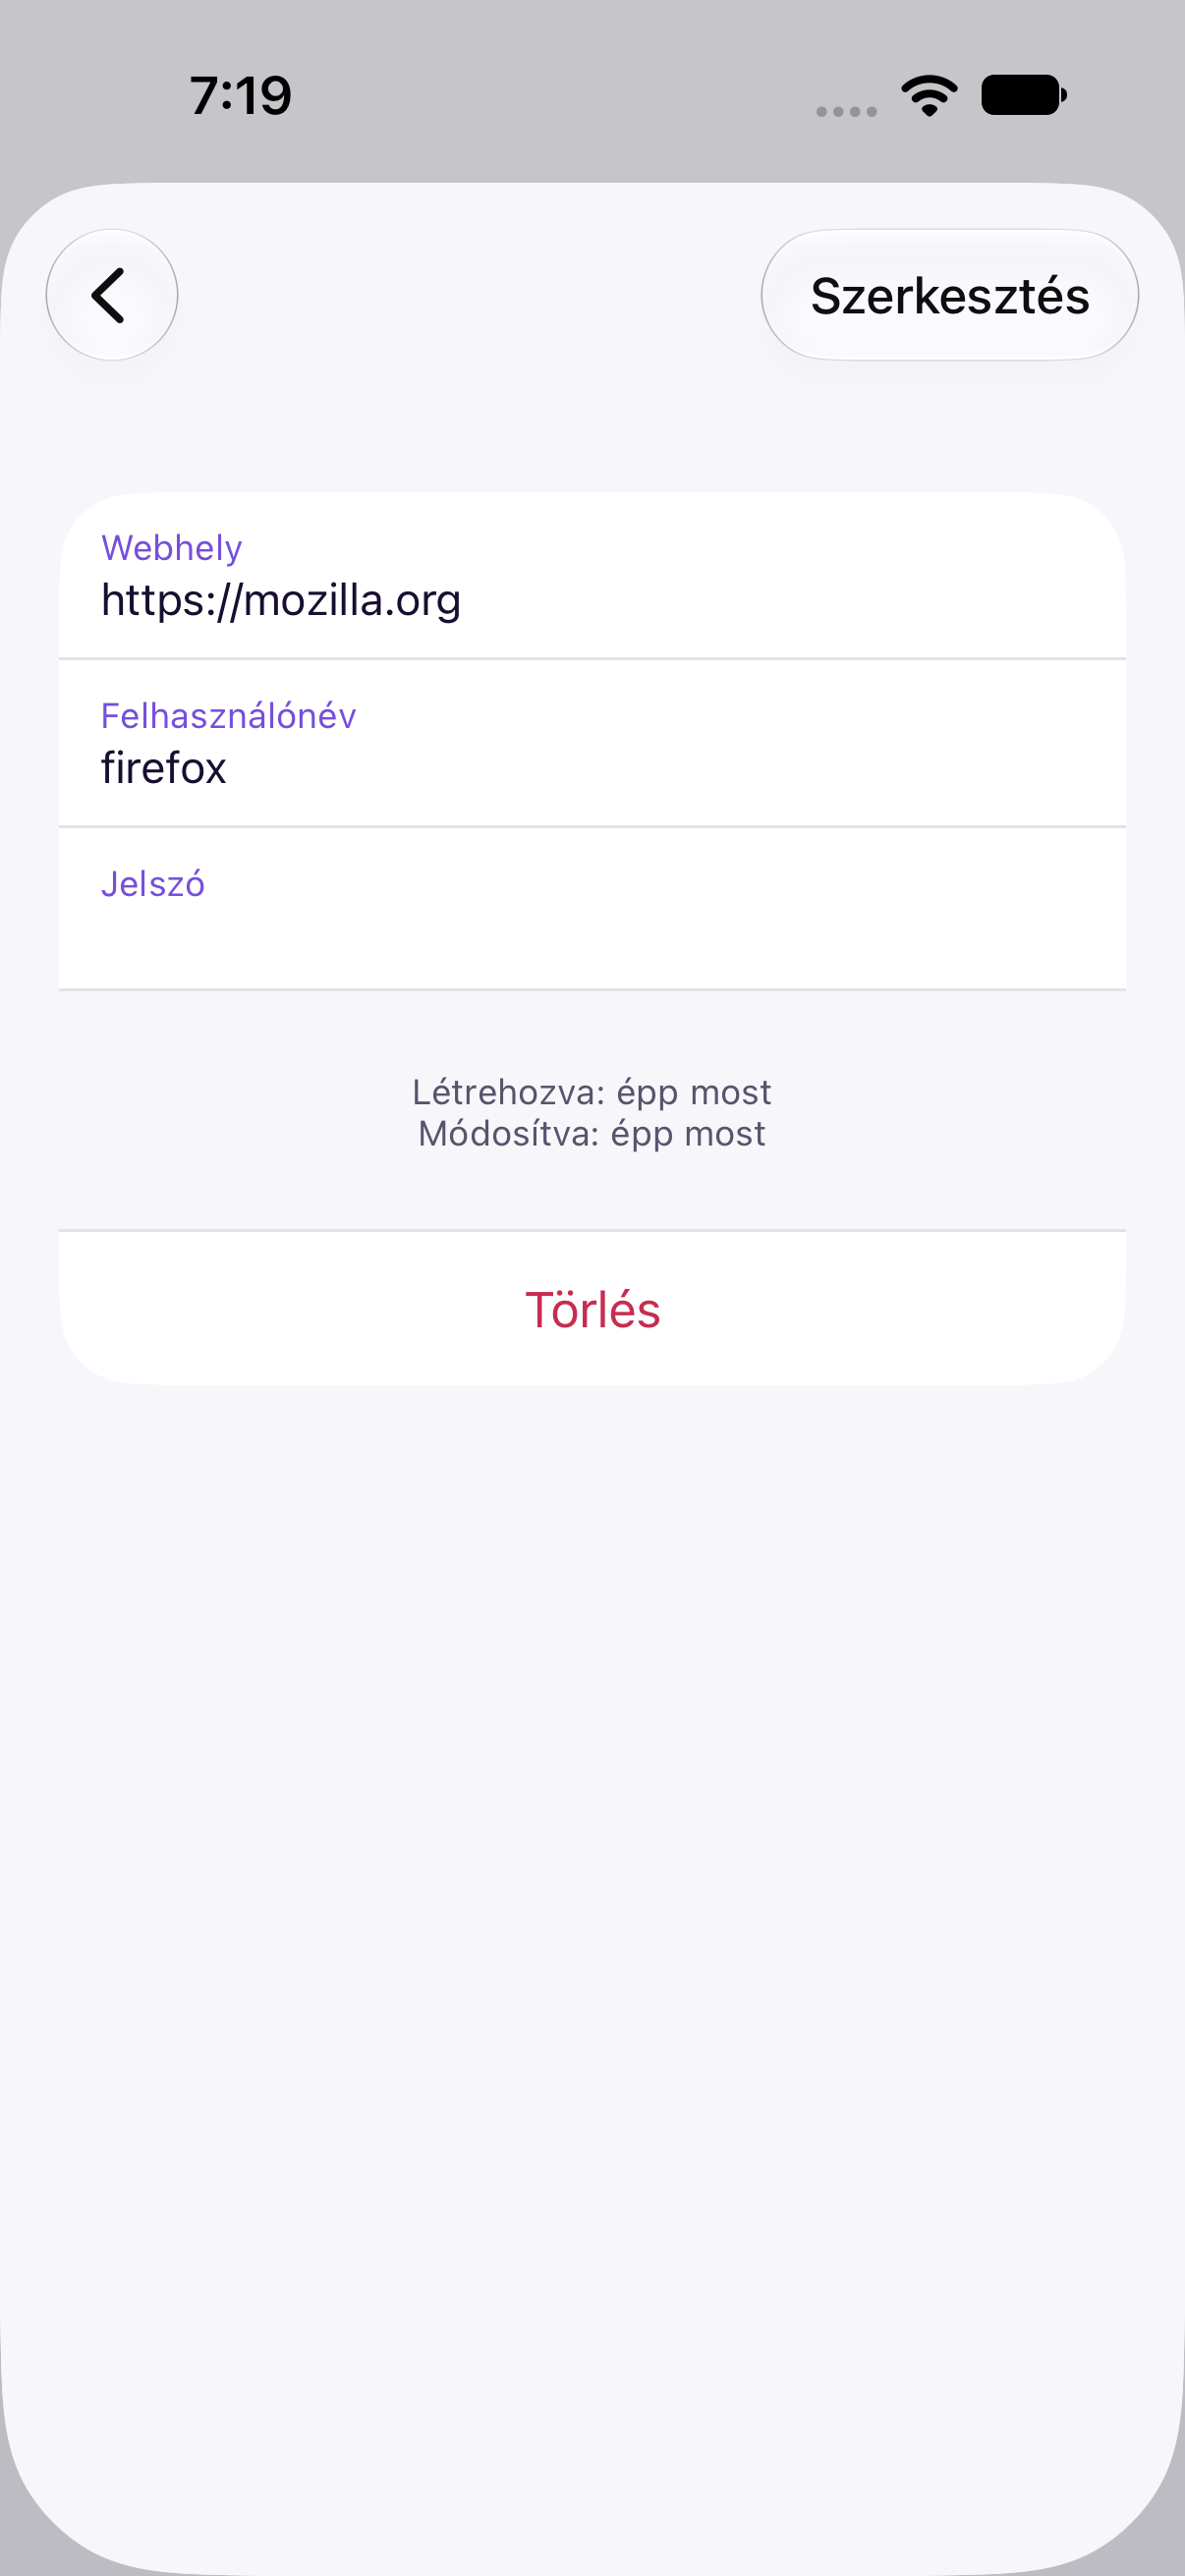 7:19
Szerkesztés
Webhely
https://mozilla.org
Felhasználónév
firefox
Jelszó
Létrehozva: épp most
Módosítva: épp most
Törlés